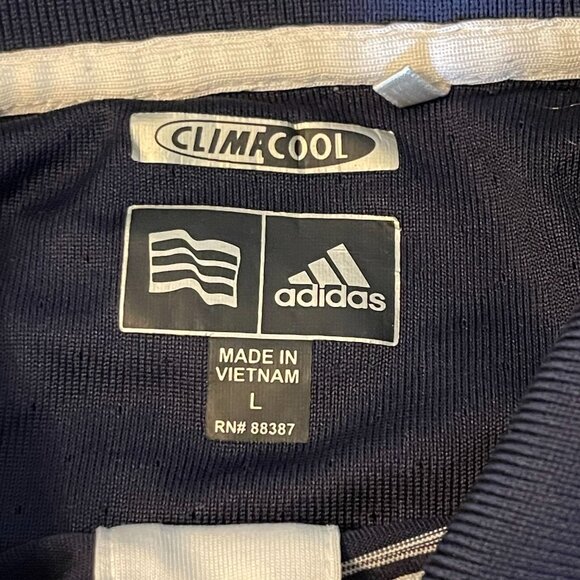 CLIMACOOL
adidas
MADE IN
VIETNAM
L
RN# 88387